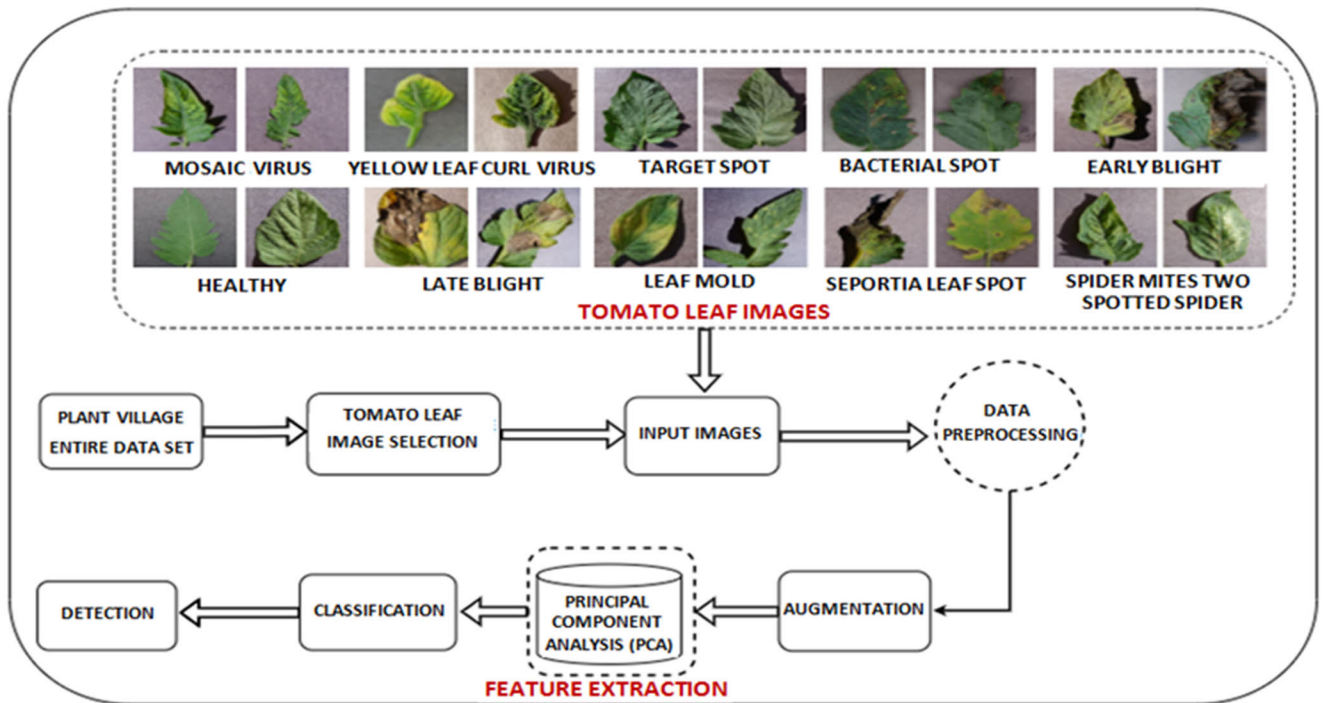 MOSAIC VIRUS
YELLOW LEAF CURL VIRUS
TARGET SPOT
BACTERIAL SPOT
EARLY BLIGHT
HEALTHY
LATE BLIGHT
LEAF MOLD
SEPORTIA LEAF SPOT
SPIDER MITES TWO
SPOTTED SPIDER
TOMATO LEAF IMAGES
PLANT VILLAGE
ENTIRE DATA SET
TOMATO LEAF
IMAGE SELECTION
INPUT IMAGES
DATA
PREPROCESSING
AUGMENTATION
PRINCIPAL
COMPONENT
ANALYSIS (PCA)
FEATURE EXTRACTION
CLASSIFICATION
DETECTION